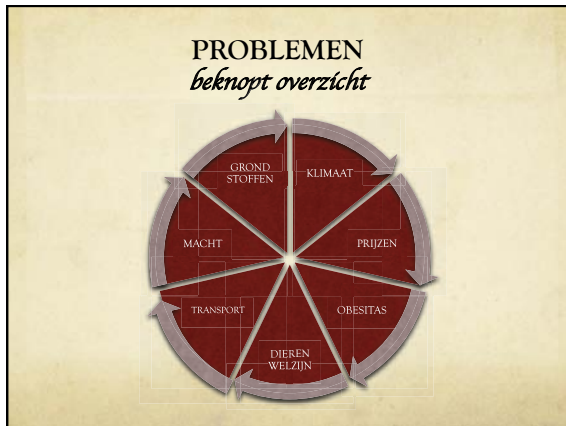 PROBLEMEN
beknopt overzicht
KLIMAAT
PRIJZEN
OBESITAS
DIEREN
WELZIJN
TRANSPORT
MACHT
GROND
STOFFEN